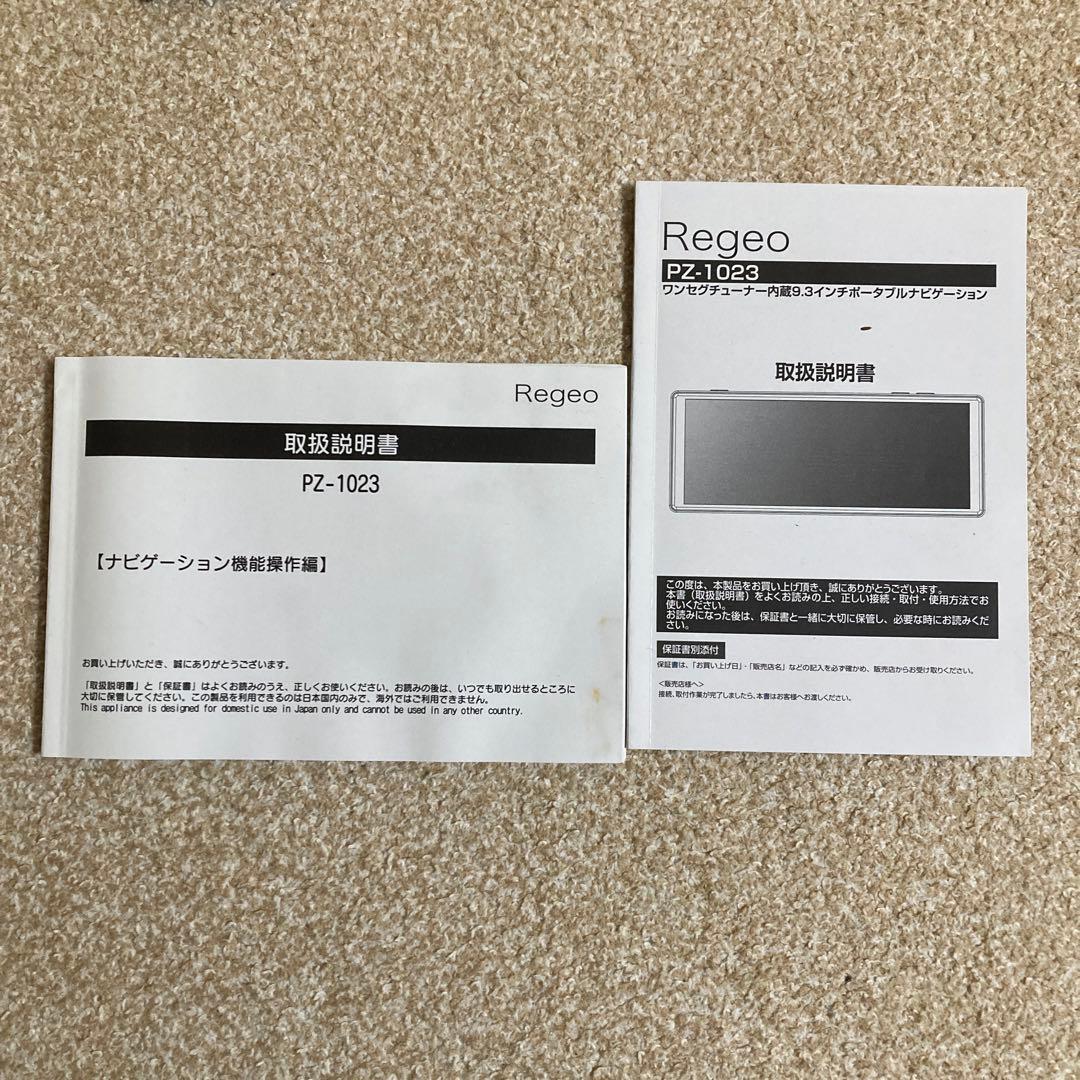 Regeo
取扱説明書
PZ-1023
【ナビゲーション機能操作編】
お買い上げいただき、誠にありがとうございます。
「取扱説明書」と「保証書」はよくお読みのうえ、正しくお使いください。お読みの後は、いつでも取り出せるところに
大切に保管してください。この製品を利用できるのは日本国内のみで、海外ではご利用できません。
This appliance is designed for domestic use in Japan only and cannot be used in any other country.
Regeo
PZ-1023
ワンセグチューナー内蔵9.3インチポータブルナビゲーション
取扱説明書
この度は、本製品をお買い上げ頂き、誠にありがとうございます。
本書（取扱説明書）をよくお読みの上、正しい接続・取付・使用方法でお
使いください。
お読みになった後は、保証書と一緒に大切に保管し、必要な時にお読みくだ
さい。
保証書別添付
保証書は、「お買い上げ日」・「販売店名」などの記入を必ず確かめ、販売店からお受け取りください。
＜販売店様へ＞
接続、取付作業が完了しましたら、本書はお客様へお渡しください。